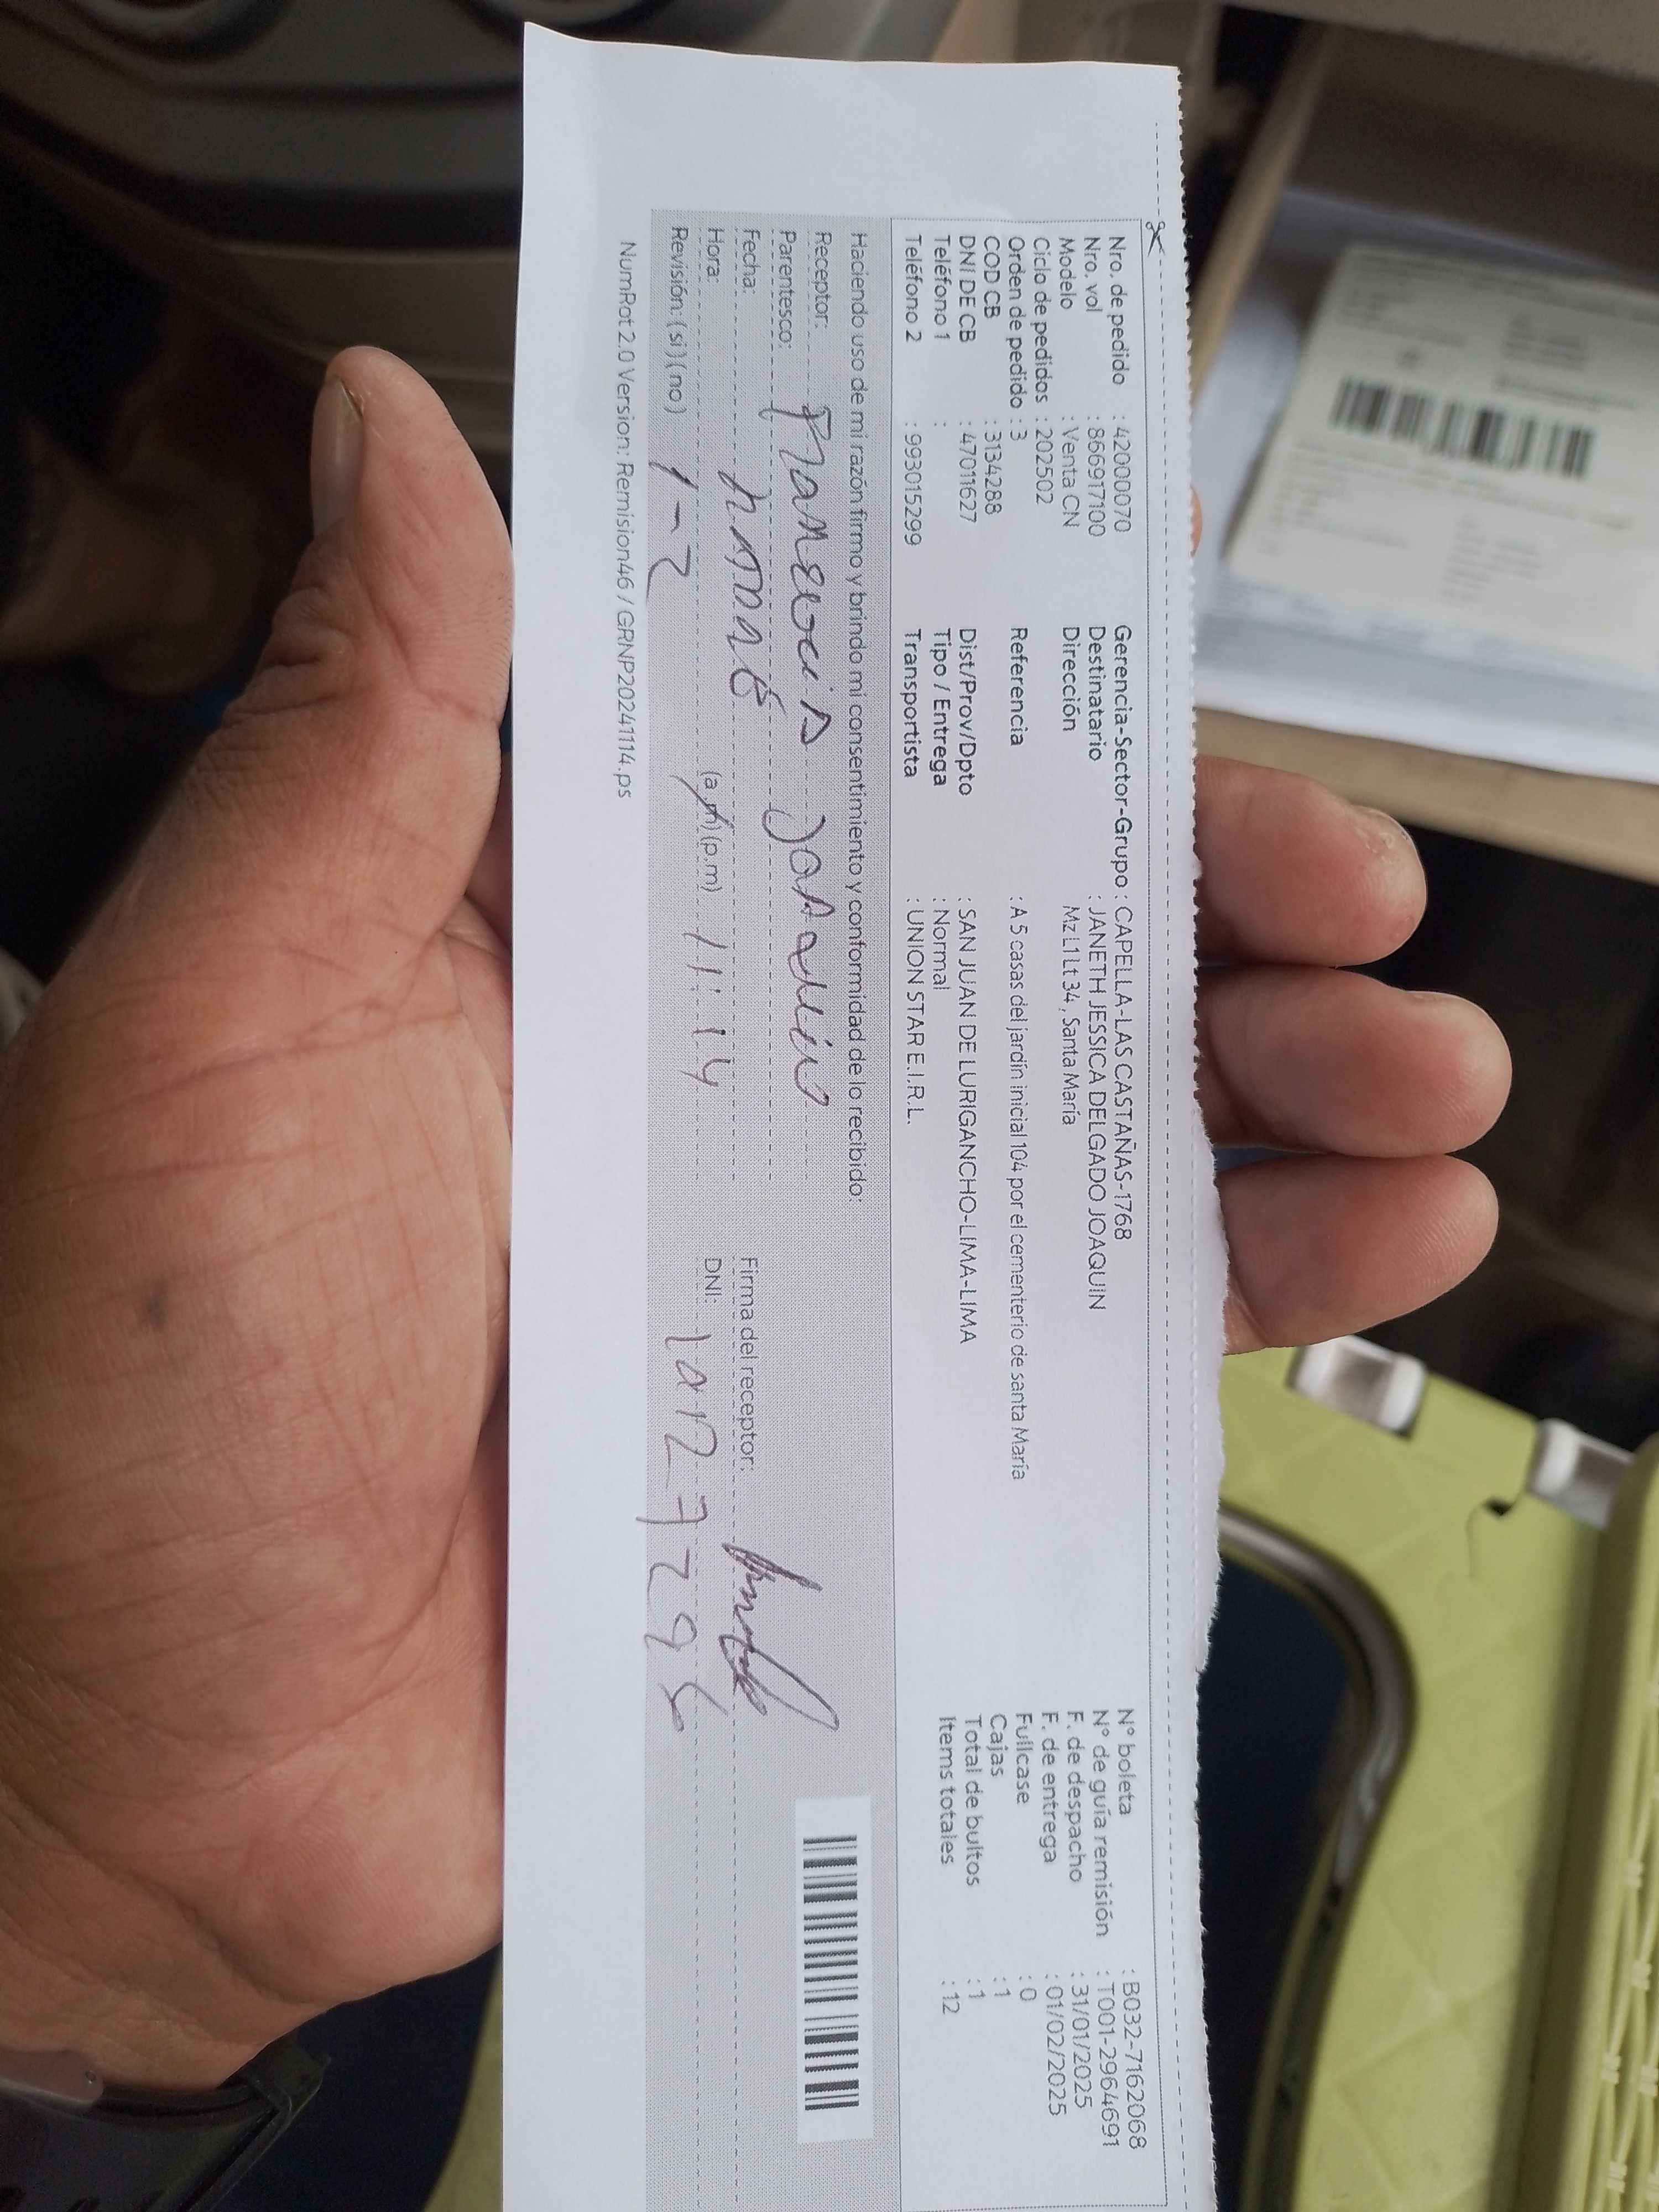 Nro. de pedido : 42000070
Nro. vol : 866917100
Modelo : Venta CN
Ciclo de pedidos : 202502
Orden de pedido : 3
COD CB : 3134288
DNI DE CB : 47011627
Teléfono 1 :
Teléfono 2 : 993015299
Gerencia-Sector-Grupo : CAPELLA-LAS CASTAÑAS-1768
Destinatario : JANETH JESSICA DELGADO JOAQUIN
Dirección Mz L1 Lt 34 , Santa María
Referencia : A 5 casas del jardín inicial 104 por el cementerio de santa María
Dist/Prov/Dpto : SAN JUAN DE LURIGANCHO-LIMA-LIMA
Tipo / Entrega : Normal
Transportista : UNION STAR E.I.R.L.
N° boleta : B032-7162068
N° de guía remisión : T001-2964691
F. de despacho : 31/01/2025
F. de entrega : 01/02/2025
Fullcase : 0
Cajas : 1
Total de bultos : 1
Items totales : 12
Haciendo uso de mi razón firmo y brindo mi consentimiento y conformidad de lo recibido:
Receptor:
Parentesco:
Fecha: 1-2
Hora: (a.m) (p.m) 11:14
Revisión: (si) (no)
Firma del receptor:
DNI:
NumRot 2.0 Version: Remision46 / GRNP20241114.ps